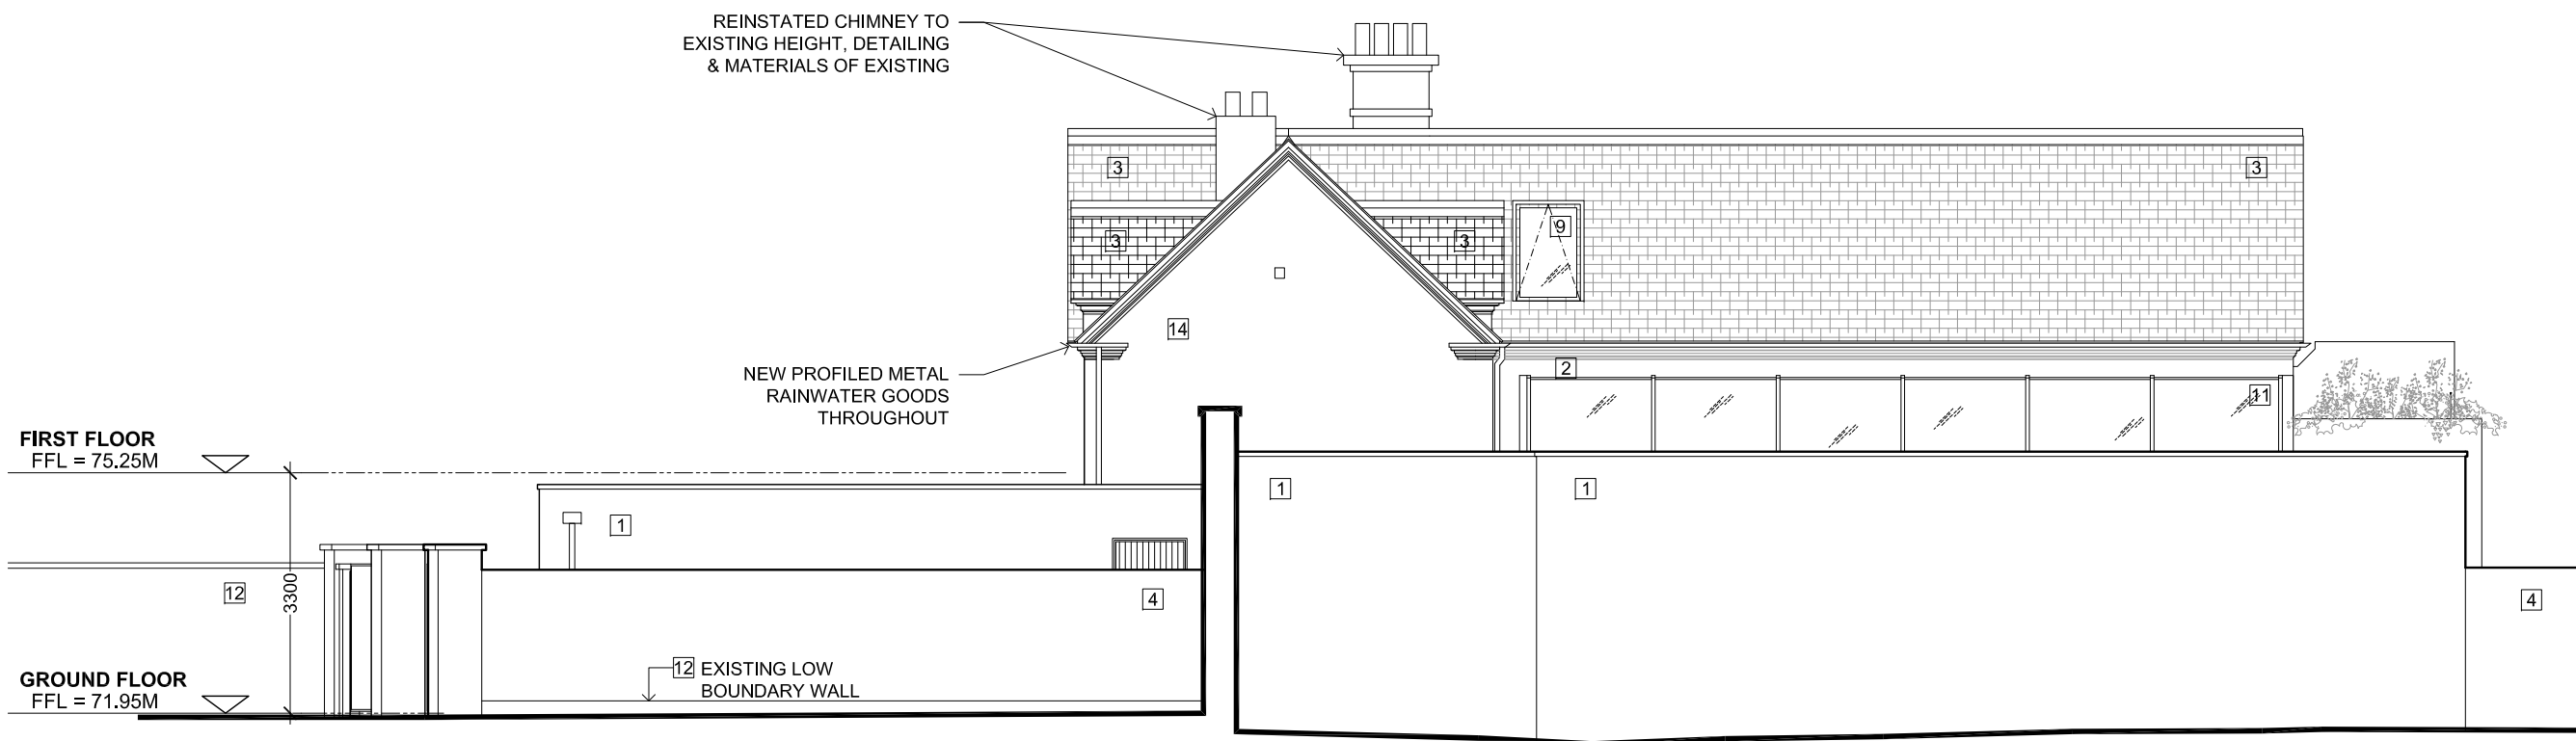 REINSTATED CHIMNEY TO
EXISTING HEIGHT, DETAILING
& MATERIALS OF EXISTING
3
3
3
3
9
14
NEW PROFILED METAL
RAINWATER GOODS
THROUGHOUT
2
11
FIRST FLOOR
FFL = 75.25M
1
1
1
3300
12
4
4
12 EXISTING LOW
BOUNDARY WALL
GROUND FLOOR
FFL = 71.95M